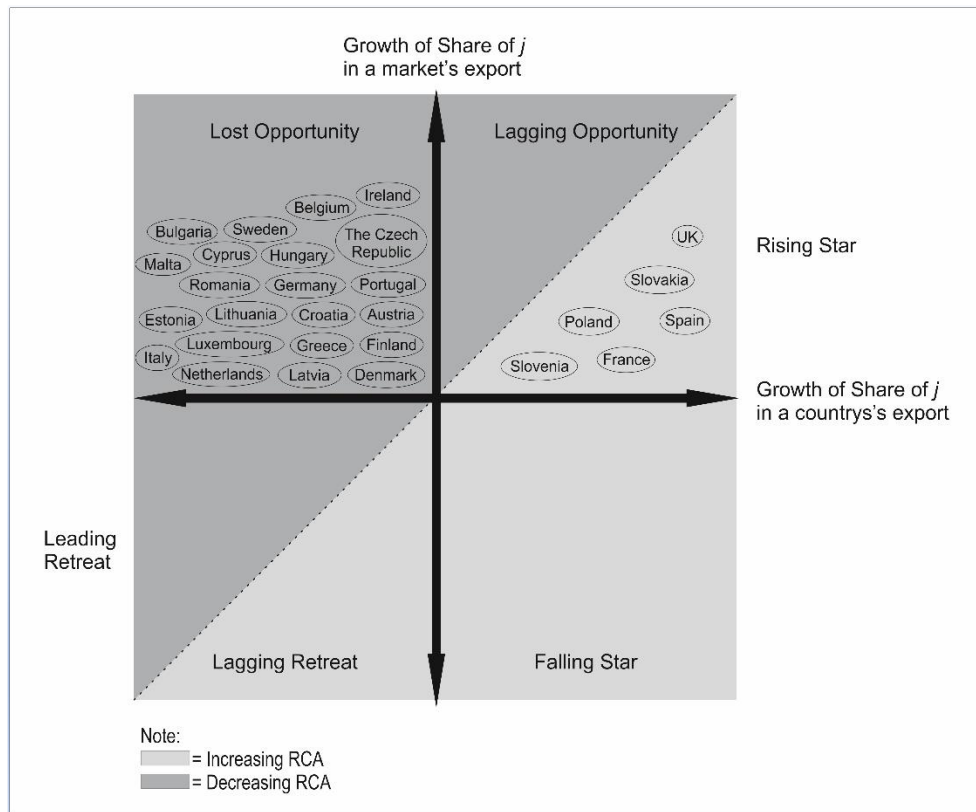 Growth of Share of j
in a market's export
Lost Opportunity
Lagging Opportunity
Ireland
Belgium
Bulgaria
Sweden
The Czech
Republic
UK
Rising Star
Malta
Cyprus
Hungary
Romania
Germany
Portugal
Slovakia
Estonia
Lithuania
Croatia
Austria
Poland
Spain
Italy
Luxembourg
Greece
Finland
France
Slovenia
Netherlands
Latvia
Denmark
Growth of Share of j
in a countrys's export
Leading
Retreat
Lagging Retreat
Falling Star
Note:
= Increasing RCA
= Decreasing RCA